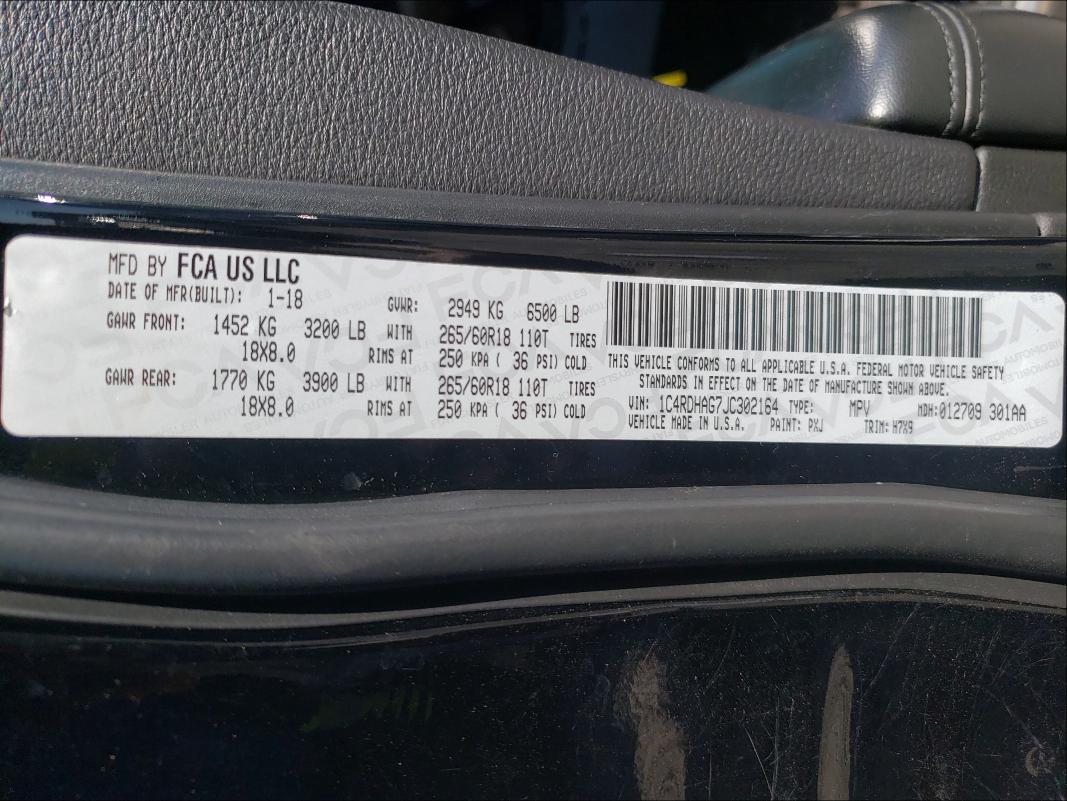 MFD BY FCA US LLC
DATE OF MFR(BUILT): 1-18 GVWR: 2949 KG 6500 LB
GAWR FRONT: 1452 KG 3200 LB WITH 265/60R18 110T TIRES
18X8.0 RIMS AT 250 KPA ( 36 PSI) COLD
GAWR REAR: 1770 KG 3900 LB WITH 265/60R18 110T TIRES
18X8.0 RIMS AT 250 KPA ( 36 PSI) COLD
THIS VEHICLE CONFORMS TO ALL APPLICABLE U.S.A. FEDERAL MOTOR VEHICLE SAFETY
STANDARDS IN EFFECT ON THE DATE OF MANUFACTURE SHOWN ABOVE.
VIN: 1C4RDHAG7JC302164 TYPE: MPV MDH: 012709 301AA
VEHICLE MADE IN U.S.A. PAINT: PXJ TRIM: H7X9